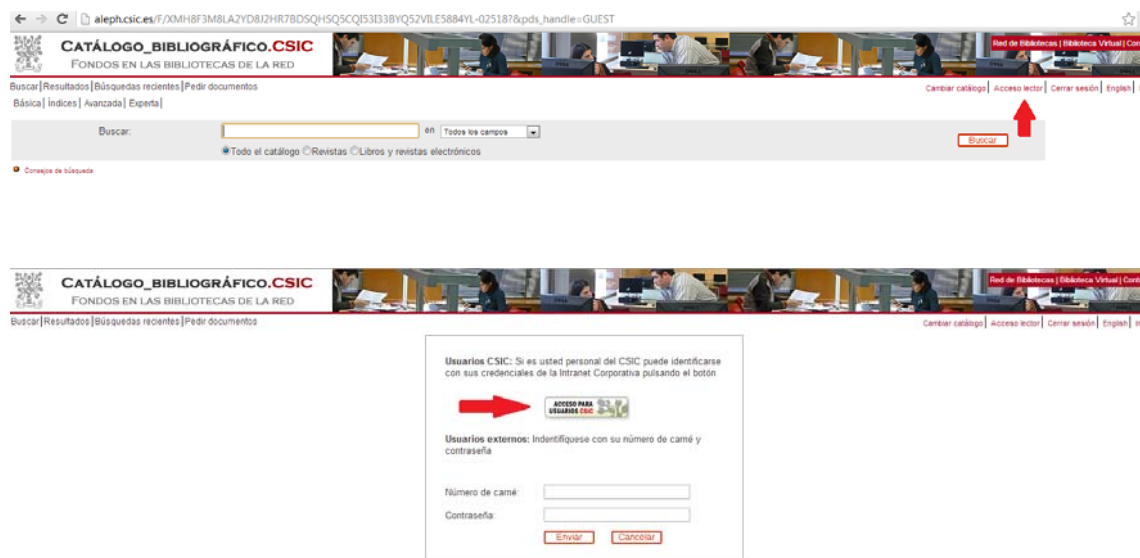 aleph.csic.es/F/XMH8F3M8LA2YD8J2HR7BDSQHSQ5CQI53I33BYQ52VILE5884YL-02518?&pds_handle=GUEST
CATÁLOGO_BIBLIOGRÁFICO.CSIC
FONDOS EN LAS BIBLIOTECAS DE LA RED
Red de Bibliotecas | Biblioteca Virtual | Con
Buscar | Resultados | Búsquedas recientes | Pedir documentos
Cambiar catálogo | Acceso lector | Cerrar sesión | English |
Básica | Índices | Avanzada | Experta |
Buscar: en Todos los campos
Buscar
Todo el catálogo Revistas Libros y revistas electrónicos
Consejos de búsqueda
CATÁLOGO_BIBLIOGRÁFICO.CSIC
FONDOS EN LAS BIBLIOTECAS DE LA RED
Red de Bibliotecas | Biblioteca Virtual | Conta
Buscar | Resultados | Búsquedas recientes | Pedir documentos
Cambiar catálogo | Acceso lector | Cerrar sesión | English |
Usuarios CSIC: Si es usted personal del CSIC puede identificarse
con sus credenciales de la Intranet Corporativa pulsando el botón
ACCESO PARA
USUARIOS CSIC
Usuarios externos: Indentifíquese con su número de carné y
contraseña
Número de carné:
Contraseña:
Enviar Cancelar